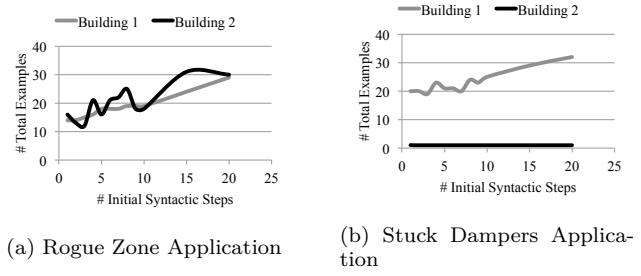 Building 1 Building 2
40
30
20
10
0
# Total Examples
0 5 10 15 20 25
# Initial Syntactic Steps
(a) Rogue Zone Application
Building 1 Building 2
40
30
20
10
0
# Total Examples
0 5 10 15 20 25
# Initial Syntactic Steps
(b) Stuck Dampers Applica-
tion